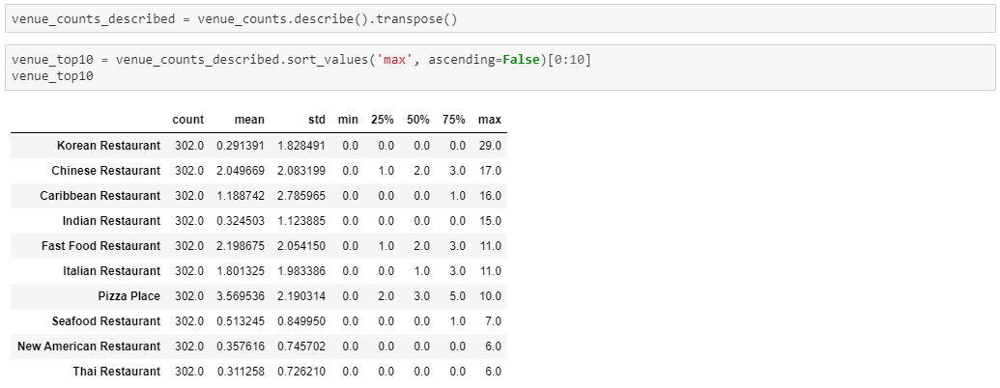 venue_counts_described = venue_counts.describe().transpose()
venue_top10 = venue_counts_described.sort_values('max', ascending=False)[0:10]
venue_top10
count mean std min 25% 50% 75% max
Korean Restaurant 302.0 0.291391 1.828491 0.0 0.0 0.0 0.0 29.0
Chinese Restaurant 302.0 2.049669 2.083199 0.0 1.0 2.0 3.0 17.0
Caribbean Restaurant 302.0 1.188742 2.785965 0.0 0.0 0.0 1.0 16.0
Indian Restaurant 302.0 0.324503 1.123885 0.0 0.0 0.0 0.0 15.0
Fast Food Restaurant 302.0 2.198675 2.054150 0.0 1.0 2.0 3.0 11.0
Italian Restaurant 302.0 1.801325 1.983386 0.0 0.0 1.0 3.0 11.0
Pizza Place 302.0 3.569536 2.190314 0.0 2.0 3.0 5.0 10.0
Seafood Restaurant 302.0 0.513245 0.849950 0.0 0.0 0.0 1.0 7.0
New American Restaurant 302.0 0.357616 0.745702 0.0 0.0 0.0 0.0 6.0
Thai Restaurant 302.0 0.311258 0.726210 0.0 0.0 0.0 0.0 6.0